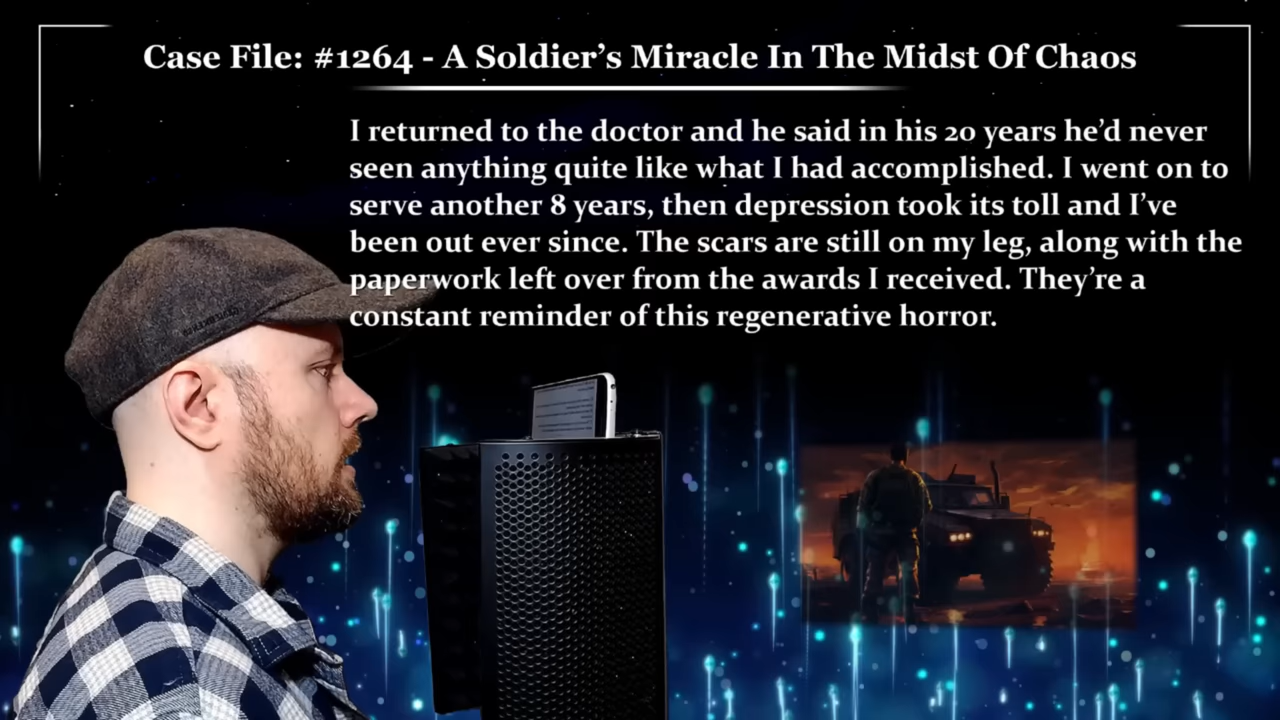 Case File: #1264 - A Soldier’s Miracle In The Midst Of Chaos
I returned to the doctor and he said in his 20 years he’d never
seen anything quite like what I had accomplished. I went on to
serve another 8 years, then depression took its toll and I’ve
been out ever since. The scars are still on my leg, along with the
paperwork left over from the awards I received. They’re a
constant reminder of this regenerative horror.